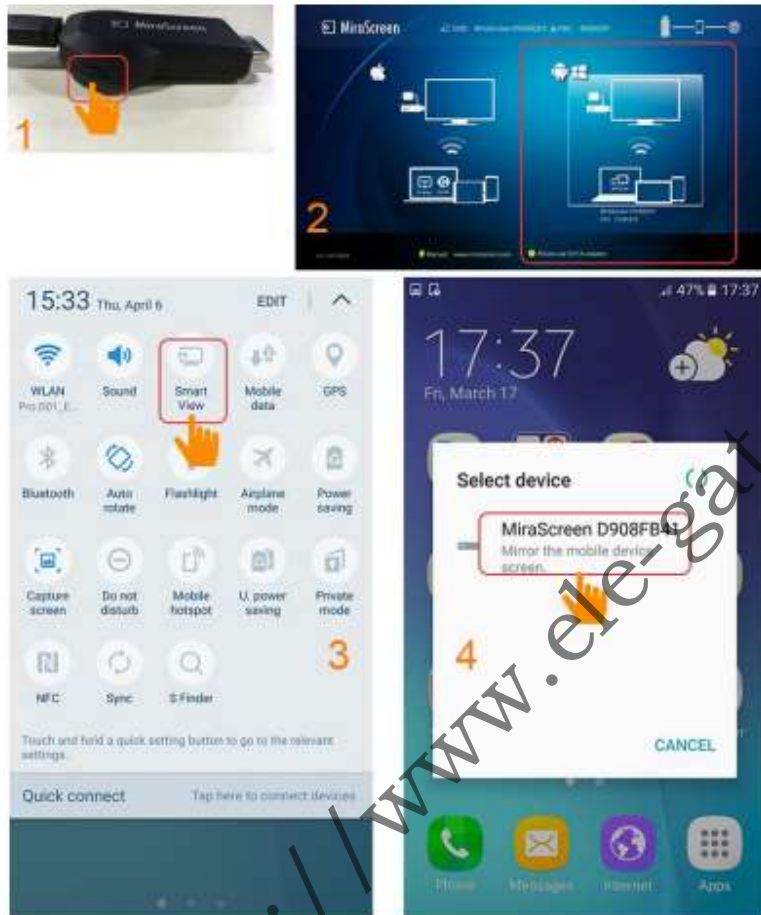 MiraScreen
1
MiraScreen
2
15:33 Thu, April 6
EDIT
WLAN
Sound
Smart View
Mobile data
GPS
Bluetooth
Auto rotate
Flashlight
Airplane mode
Power saving
Capture screen
Do not disturb
Mobile hotspot
U. power saving
Private mode
NFC
Sync
S Finder
3
Touch and hold a quick setting button to go to the relevant
settings.
Quick connect
Tap here to connect devices
47% 17:37
17:37
Fri, March 17
Select device
MiraScreen D908FB41
Mirror the mobile device
screen.
4
CANCEL
Phone
Messages
Internet
Apps
://www.ele-gat